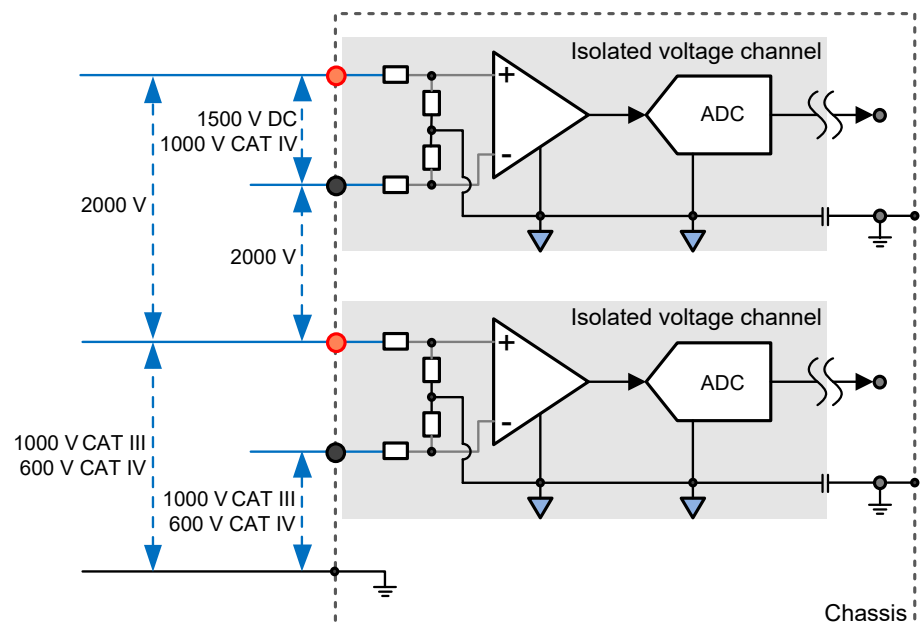 Isolated voltage channel
+
-
ADC
1500 V DC
1000 V CAT IV
2000 V
2000 V
Isolated voltage channel
+
-
ADC
1000 V CAT III
600 V CAT IV
1000 V CAT III
600 V CAT IV
Chassis